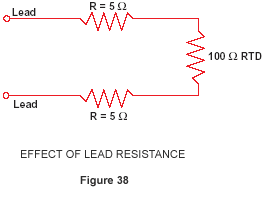 R = 5 Ω
Lead
100 Ω RTD
Lead
R = 5 Ω
EFFECT OF LEAD RESISTANCE
Figure 38